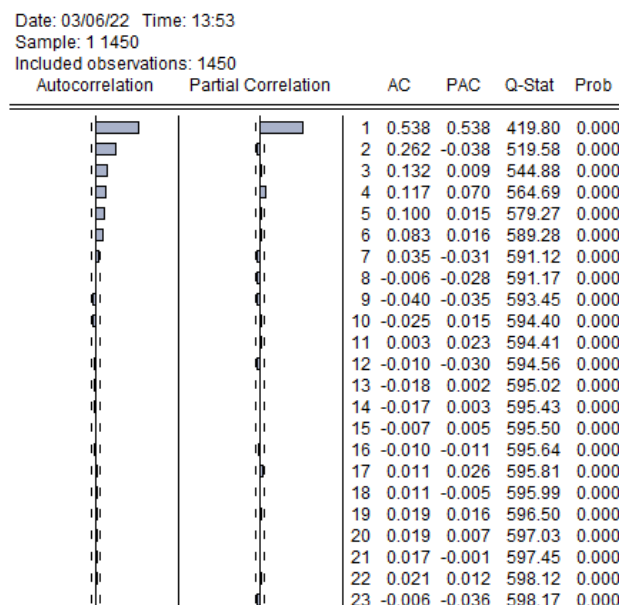 Date: 03/06/22 Time: 13:53
Sample: 1 1450
Included observations: 1450
Autocorrelation Partial Correlation AC PAC Q-Stat Prob
1 0.538 0.538 419.80 0.000
2 0.262 -0.038 519.58 0.000
3 0.132 0.009 544.88 0.000
4 0.117 0.070 564.69 0.000
5 0.100 0.015 579.27 0.000
6 0.083 0.016 589.28 0.000
7 0.035 -0.031 591.12 0.000
8 -0.006 -0.028 591.17 0.000
9 -0.040 -0.035 593.45 0.000
10 -0.025 0.015 594.40 0.000
11 0.003 0.023 594.41 0.000
12 -0.010 -0.030 594.56 0.000
13 -0.018 0.002 595.02 0.000
14 -0.017 0.003 595.43 0.000
15 -0.007 0.005 595.50 0.000
16 -0.010 -0.011 595.64 0.000
17 0.011 0.026 595.81 0.000
18 0.011 -0.005 595.99 0.000
19 0.019 0.016 596.50 0.000
20 0.019 0.007 597.03 0.000
21 0.017 -0.001 597.45 0.000
22 0.021 0.012 598.12 0.000
23 -0.006 -0.036 598.17 0.000